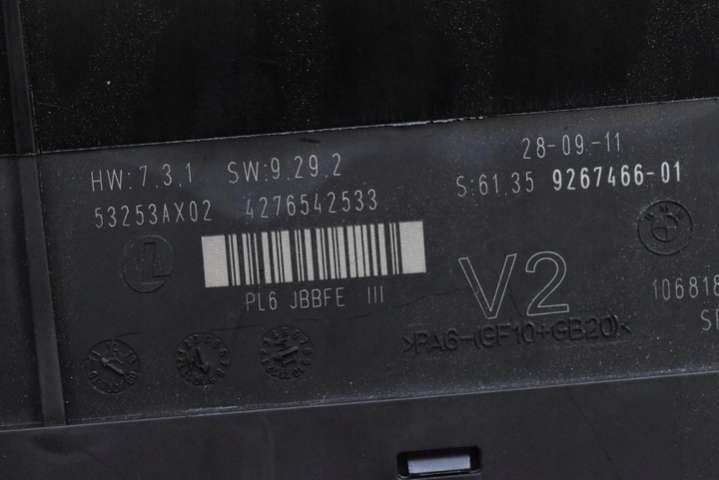 HW:7.3.1 SW:9.29.2
28-09-11
53253AX02 4276542533
S:61.35 9267466-01
PL6 JBBFE III
V2
106818
>PA6-(GF10+GB20)<